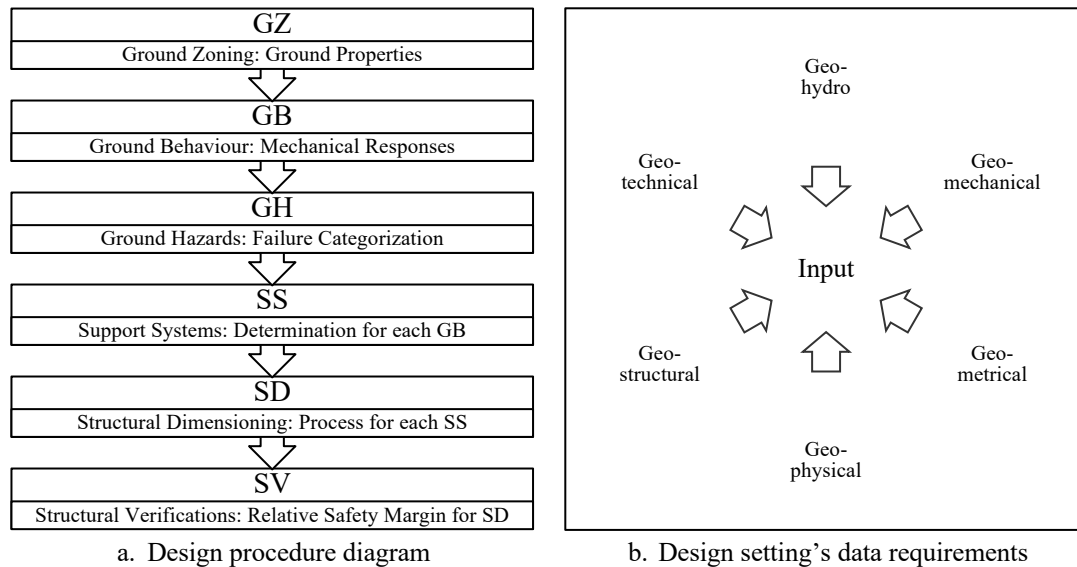 GZ
Ground Zoning: Ground Properties
GB
Ground Behaviour: Mechanical Responses
GH
Ground Hazards: Failure Categorization
SS
Support Systems: Determination for each GB
SD
Structural Dimensioning: Process for each SS
SV
Structural Verifications: Relative Safety Margin for SD
a. Design procedure diagram
Geo-
hydro
Geo-
technical
Geo-
mechanical
Input
Geo-
structural
Geo-
metrical
Geo-
physical
b. Design setting's data requirements